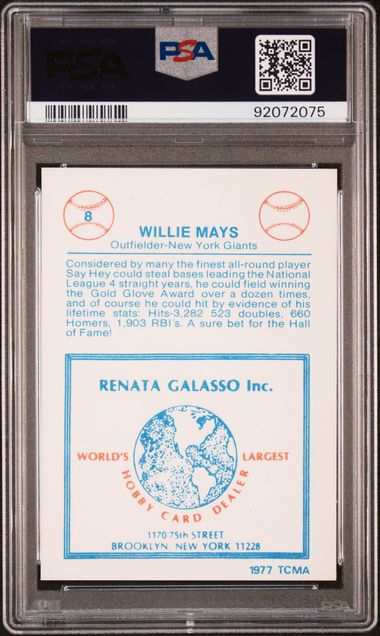 PSA
PSA
92072075
8
WILLIE MAYS
Outfielder-New York Giants
Considered by many the finest all-round player
Say Hey could steal bases leading the National
League 4 straight years, he could field winning
the Gold Glove Award over a dozen times,
and of course he could hit by evidence of his
lifetime stats: Hits-3,282 523 doubles, 660
Homers, 1,903 RBI's. A sure bet for the Hall
of Fame!
RENATA GALASSO Inc.
WORLD'S LARGEST
HOBBY CARD DEALER
1170 75th STREET
BROOKLYN, NEW YORK 11228
1977 TCMA